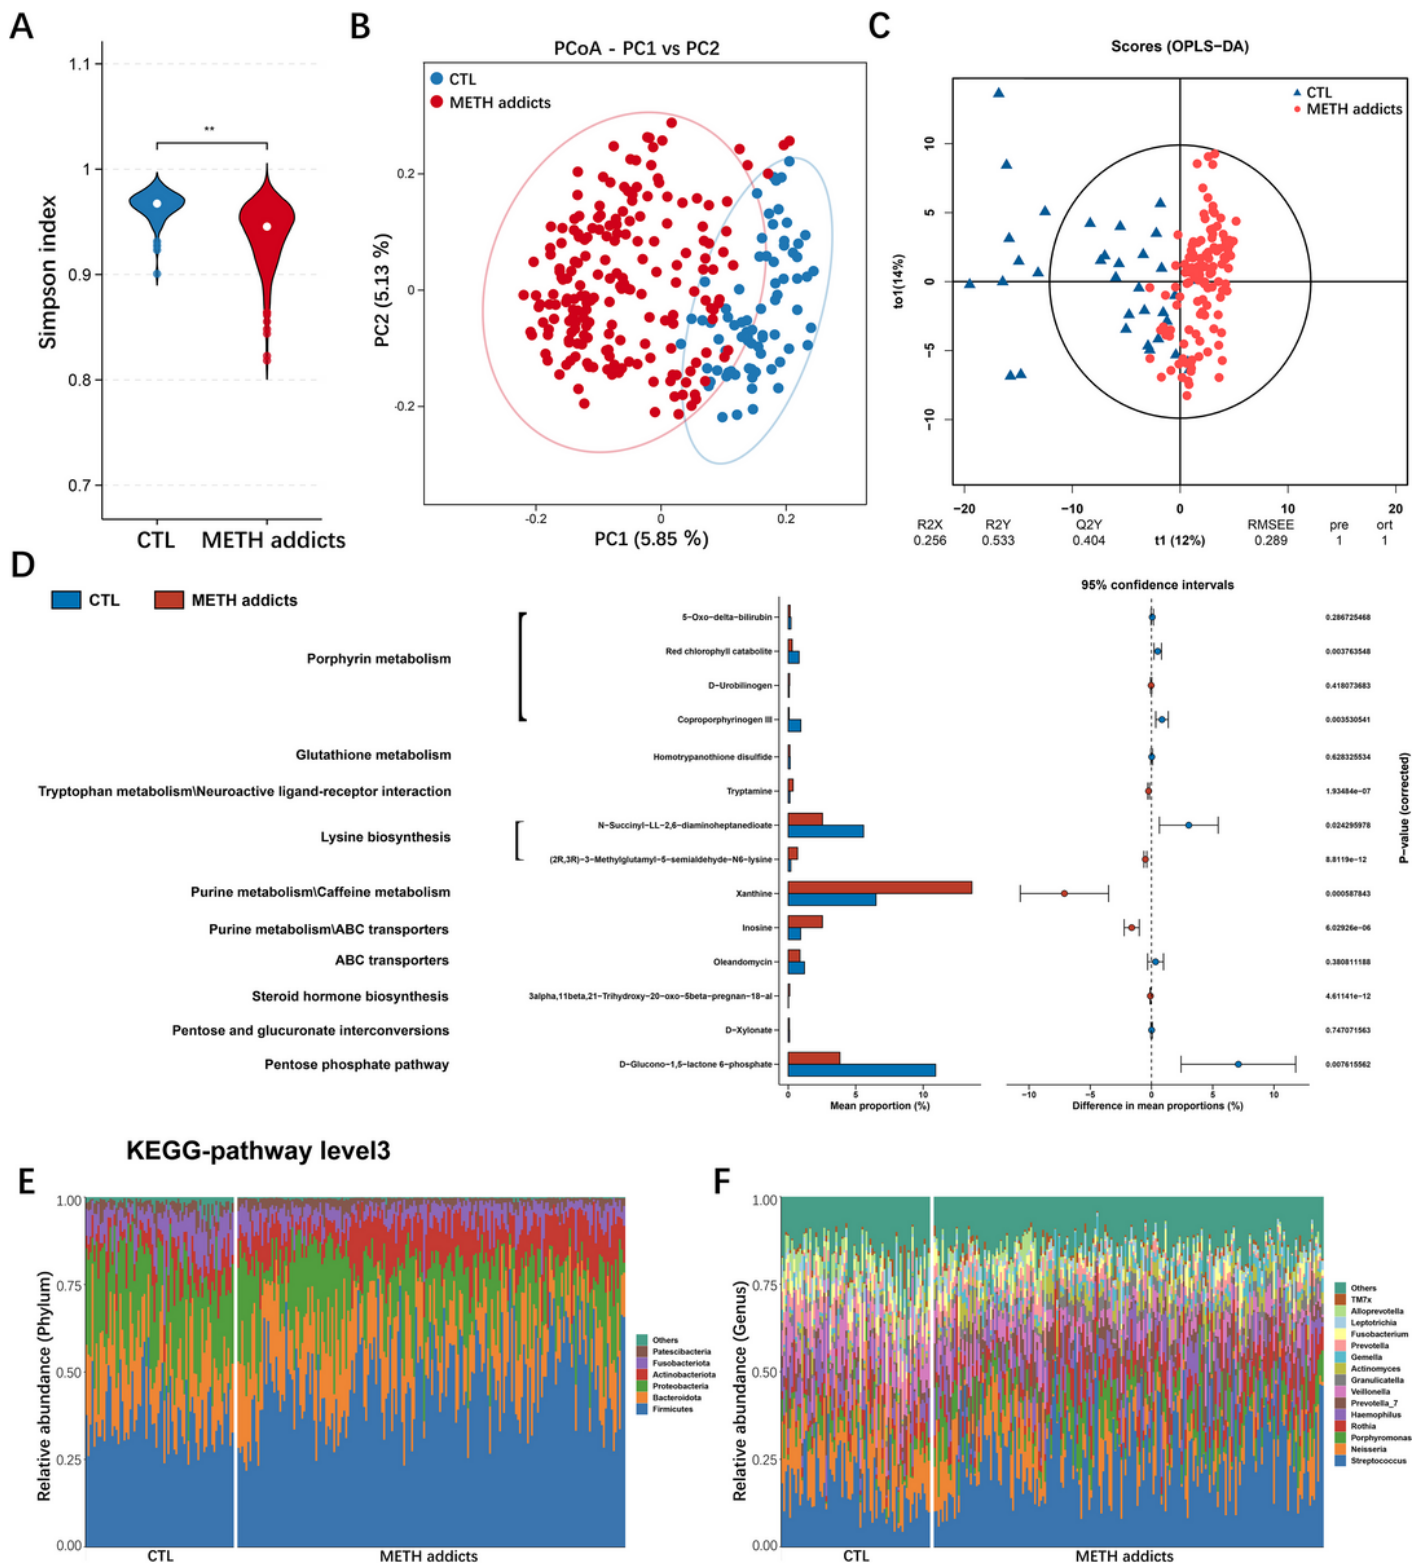 A
1.1
1
0.9
0.8
0.7
Simpson index
**
CTL
METH addicts
B
PCoA - PC1 vs PC2
CTL
METH addicts
0.2
0
-0.2
PC2 (5.13 %)
-0.2
0
0.2
PC1 (5.85 %)
C
Scores (OPLS-DA)
CTL
METH addicts
10
5
0
−5
−10
to1(14%)
−20
−10
0
10
20
R2X
R2Y
Q2Y
RMSEE
pre
ort
0.256
0.533
0.404
t1 (12%)
0.289
1
1
D
CTL
METH addicts
95% confidence intervals
Porphyrin metabolism
5-Oxo-delta-bilirubin
0.286725468
Red chlorophyll catabolite
0.003763548
D-Urobilinogen
0.418073683
Coproporphyrinogen III
0.003530541
Glutathione metabolism
Homotrypanothione disulfide
0.628325534
Tryptophan metabolism\Neuroactive ligand-receptor interaction
Tryptamine
1.93484e-07
Lysine biosynthesis
N-Succinyl-LL-2,6-diaminoheptanedioate
0.024295978
(2R,3R)-3-Methylglutamyl-5-semialdehyde-N6-lysine
8.8119e-12
Purine metabolism\Caffeine metabolism
Xanthine
0.000587843
Purine metabolism\ABC transporters
Inosine
6.02926e-06
ABC transporters
Oleandomycin
0.380811188
Steroid hormone biosynthesis
3alpha,11beta,21-Trihydroxy-20-oxo-5beta-pregnan-18-al
4.61141e-12
Pentose and glucuronate interconversions
D-Xylonate
0.747071563
Pentose phosphate pathway
D-Glucono-1,5-lactone 6-phosphate
0.007615562
P-value (corrected)
0
5
10
Mean proportion (%)
−10
−5
0
5
10
Difference in mean proportions (%)
KEGG-pathway level3
E
1.00
0.75
0.50
0.25
0.00
Relative abundance (Phylum)
CTL
METH addicts
Others
Patescibacteria
Fusobacteriota
Actinobacteriota
Proteobacteria
Bacteroidota
Firmicutes
F
1.00
0.75
0.50
0.25
0.00
Relative abundance (Genus)
CTL
METH addicts
Others
TM7x
Alloprevotella
Leptotrichia
Fusobacterium
Prevotella
Gemella
Actinomyces
Granulicatella
Veillonella
Prevotella_7
Haemophilus
Rothia
Porphyromonas
Neisseria
Streptococcus